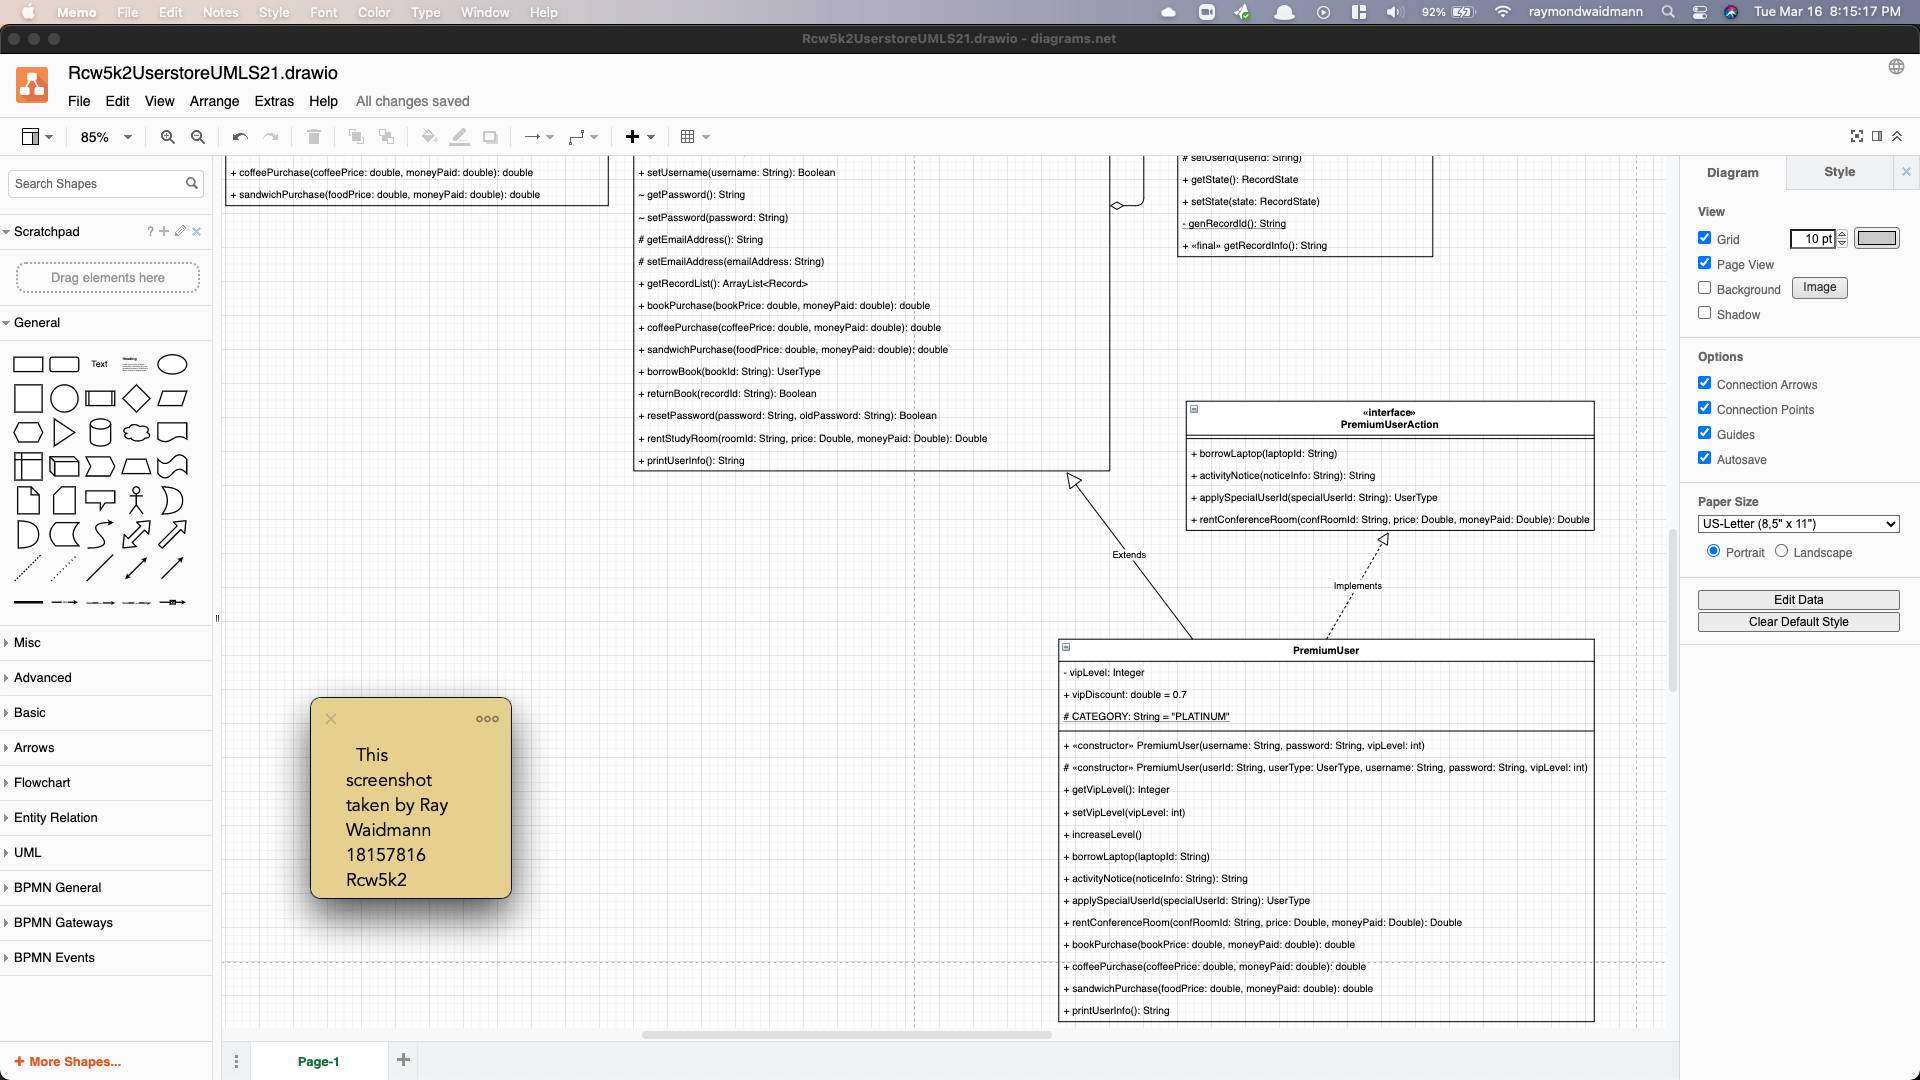 Memo File Edit Notes Style Font Color Type Window Help
92% raymondwaidmann Tue Mar 16 8:15:17 PM
Rcw5k2UserstoreUMLS21.drawio - diagrams.net
Rcw5k2UserstoreUMLS21.drawio
File Edit View Arrange Extras Help All changes saved
85%
Search Shapes
Scratchpad ?
Drag elements here
General
Text
Heading
Misc
Advanced
Basic
Arrows
Flowchart
Entity Relation
UML
BPMN General
BPMN Gateways
BPMN Events
+ More Shapes...
+ coffeePurchase(coffeePrice: double, moneyPaid: double): double
+ sandwichPurchase(foodPrice: double, moneyPaid: double): double
+ setUsername(username: String): Boolean
~ getPassword(): String
~ setPassword(password: String)
# getEmailAddress(): String
# setEmailAddress(emailAddress: String)
+ getRecordList(): ArrayList<Record>
+ bookPurchase(bookPrice: double, moneyPaid: double): double
+ coffeePurchase(coffeePrice: double, moneyPaid: double): double
+ sandwichPurchase(foodPrice: double, moneyPaid: double): double
+ borrowBook(bookId: String): UserType
+ returnBook(recordId: String): Boolean
+ resetPassword(password: String, oldPassword: String): Boolean
+ rentStudyRoom(roomId: String, price: Double, moneyPaid: Double): Double
+ printUserInfo(): String
# setUserId(userId: String)
+ getState(): RecordState
+ setState(state: RecordState)
- genRecordId(): String
+ «final» getRecordInfo(): String
«interface»
PremiumUserAction
+ borrowLaptop(laptopId: String)
+ activityNotice(noticeInfo: String): String
+ applySpecialUserId(specialUserId: String): UserType
+ rentConferenceRoom(confRoomId: String, price: Double, moneyPaid: Double): Double
Extends
Implements
PremiumUser
- vipLevel: Integer
+ vipDiscount: double = 0.7
# CATEGORY: String = "PLATINUM"
+ «constructor» PremiumUser(username: String, password: String, vipLevel: int)
# «constructor» PremiumUser(userId: String, userType: UserType, username: String, password: String, vipLevel: int)
+ getVipLevel(): Integer
+ setVipLevel(vipLevel: int)
+ increaseLevel()
+ borrowLaptop(laptopId: String)
+ activityNotice(noticeInfo: String): String
+ applySpecialUserId(specialUserId: String): UserType
+ rentConferenceRoom(confRoomId: String, price: Double, moneyPaid: Double): Double
+ bookPurchase(bookPrice: double, moneyPaid: double): double
+ coffeePurchase(coffeePrice: double, moneyPaid: double): double
+ sandwichPurchase(foodPrice: double, moneyPaid: double): double
+ printUserInfo(): String
This
screenshot
taken by Ray
Waidmann
18157816
Rcw5k2
Page-1
Diagram Style
View
Grid 10 pt
Page View
Background Image
Shadow
Options
Connection Arrows
Connection Points
Guides
Autosave
Paper Size
US-Letter (8,5" x 11")
Portrait Landscape
Edit Data
Clear Default Style